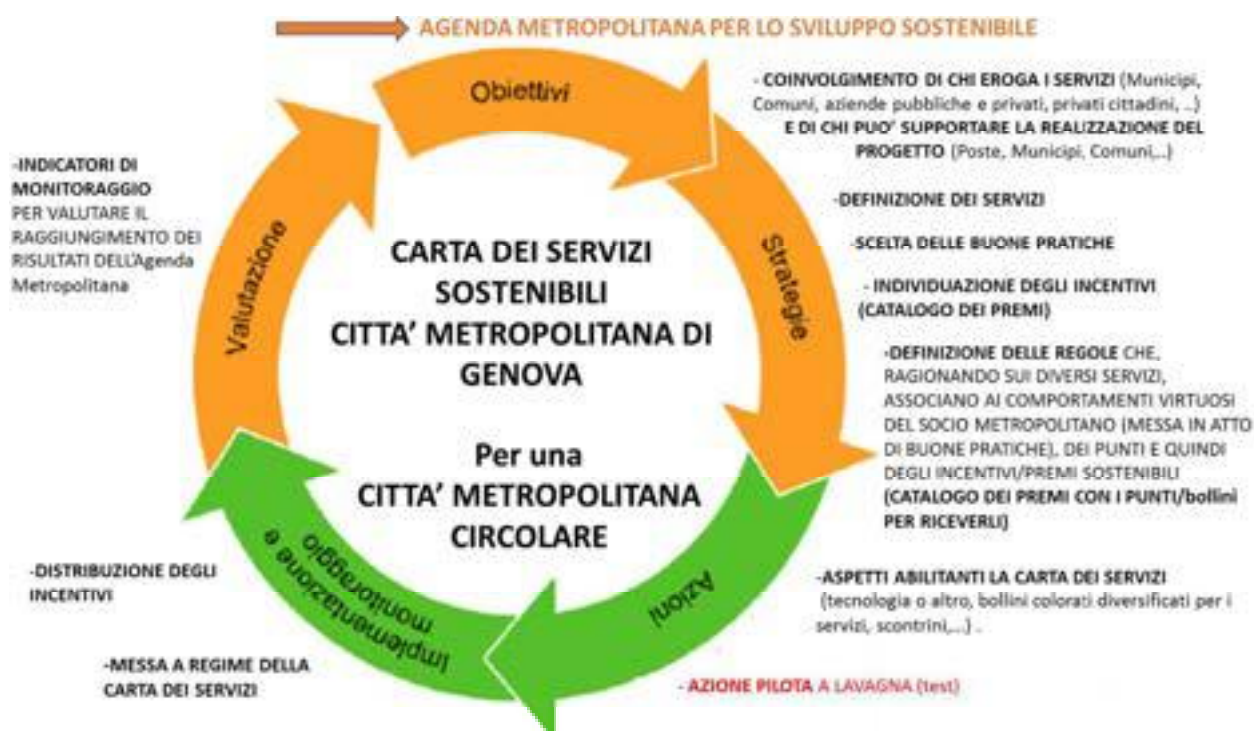 AGENDA METROPOLITANA PER LO SVILUPPO SOSTENIBILE
Obiettivi
- COINVOLGIMENTO DI CHI EROGA I SERVIZI (Municipi,
Comuni, aziende pubbliche e privati, privati cittadini, ..)
E DI CHI PUO' SUPPORTARE LA REALIZZAZIONE DEL
PROGETTO (Poste, Municipi, Comuni,..)
-DEFINIZIONE DEI SERVIZI
-SCELTA DELLE BUONE PRATICHE
- INDIVIDUAZIONE DEGLI INCENTIVI
(CATALOGO DEI PREMI)
-DEFINIZIONE DELLE REGOLE CHE,
RAGIONANDO SUI DIVERSI SERVIZI,
ASSOCIANO AI COMPORTAMENTI VIRTUOSI
DEL SOCIO METROPOLITANO (MESSA IN ATTO
DI BUONE PRATICHE), DEI PUNTI E QUINDI
DEGLI INCENTIVI/PREMI SOSTENIBILI
(CATALOGO DEI PREMI CON I PUNTI/bollini
PER RICEVERLI)
Strategie
-ASPETTI ABILITANTI LA CARTA DEI SERVIZI
(tecnologia o altro, bollini colorati diversificati per i
servizi, scontrini,...) .
Azioni
- AZIONE PILOTA A LAVAGNA (test)
Implementazione e
monitoraggio
-MESSA A REGIME DELLA
CARTA DEI SERVIZI
-DISTRIBUZIONE DEGLI
INCENTIVI
Valutazione
-INDICATORI DI
MONITORAGGIO
PER VALUTARE IL
RAGGIUNGIMENTO DEI
RISULTATI DELL'Agenda
Metropolitana
CARTA DEI SERVIZI
SOSTENIBILI
CITTA' METROPOLITANA DI
GENOVA
Per una
CITTA' METROPOLITANA
CIRCOLARE